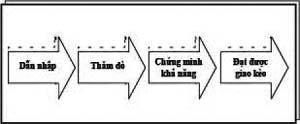 Dẫn nhập
Thăm dò
Chứng minh
khả năng
Đạt được
giao kèo